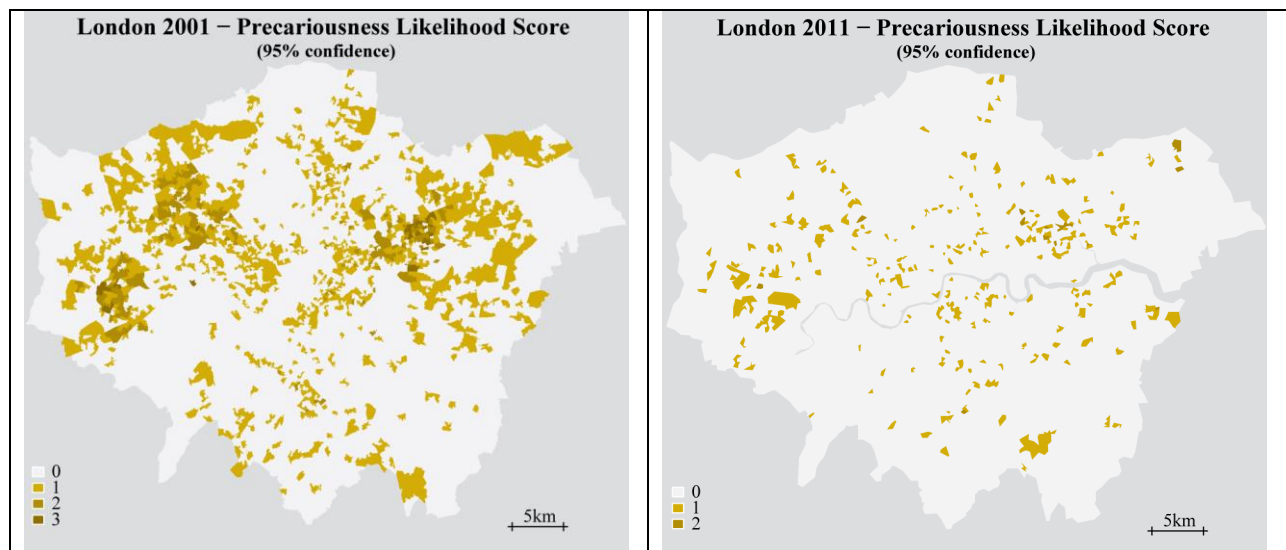 London 2001 − Precariousness Likelihood Score
(95% confidence)
0
1
2
3
5km
London 2011 − Precariousness Likelihood Score
(95% confidence)
0
1
2
5km